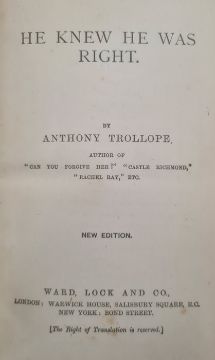 HE KNEW HE WAS
RIGHT.
BY
ANTHONY TROLLOPE,
AUTHOR OF
"CAN YOU FORGIVE HER?" "CASTLE RICHMOND,"
"RACHEL RAY," ETC.
NEW EDITION.
WARD, LOCK AND CO.,
LONDON: WARWICK HOUSE, SALISBURY SQUARE, E.C.
NEW YORK: BOND STREET.
[The Right of Translation is reserved.]